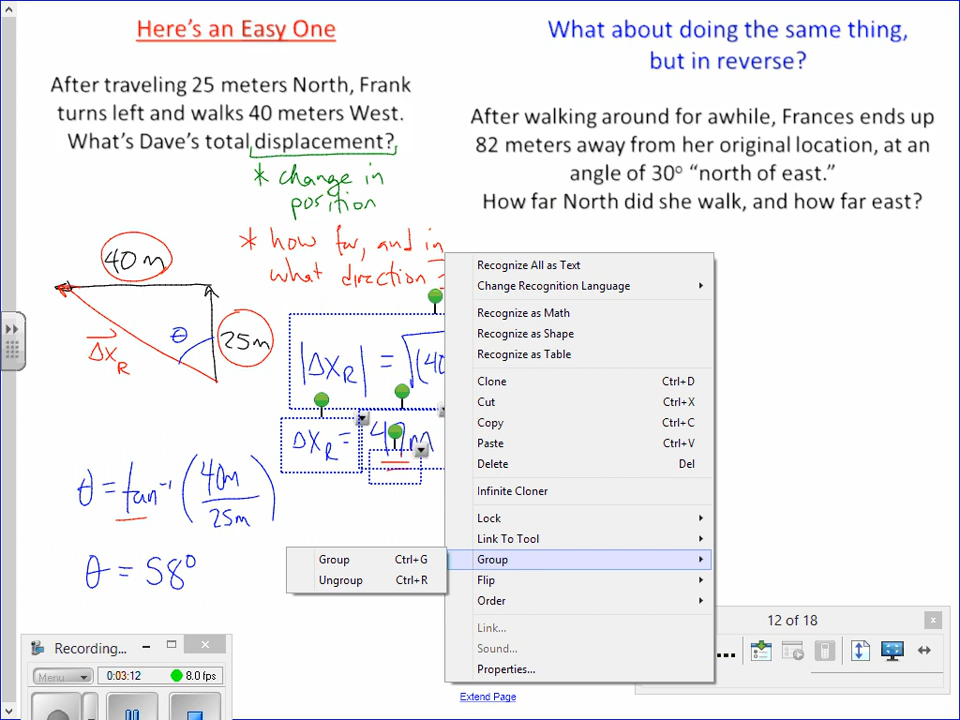 Here's an Easy One
After traveling 25 meters North, Frank
turns left and walks 40 meters West.
What's Dave's total displacement?
* change in
position
* how far, and in
what direction
40 m
25m
θ
ΔxR
|ΔxR| = √(40
ΔxR = 47m
θ = tan⁻¹ (40m/25m)
θ = 58°
What about doing the same thing,
but in reverse?
After walking around for awhile, Frances ends up
82 meters away from her original location, at an
angle of 30° “north of east.”
How far North did she walk, and how far east?
Recognize All as Text
Change Recognition Language
Recognize as Math
Recognize as Shape
Recognize as Table
Clone Ctrl+D
Cut Ctrl+X
Copy Ctrl+C
Paste Ctrl+V
Delete Del
Infinite Cloner
Lock
Link To Tool
Group
Flip
Order
Link...
Sound...
Properties...
Group Ctrl+G
Ungroup Ctrl+R
Extend Page
12 of 18
Recording...
Menu
0:03:12
8.0 fps